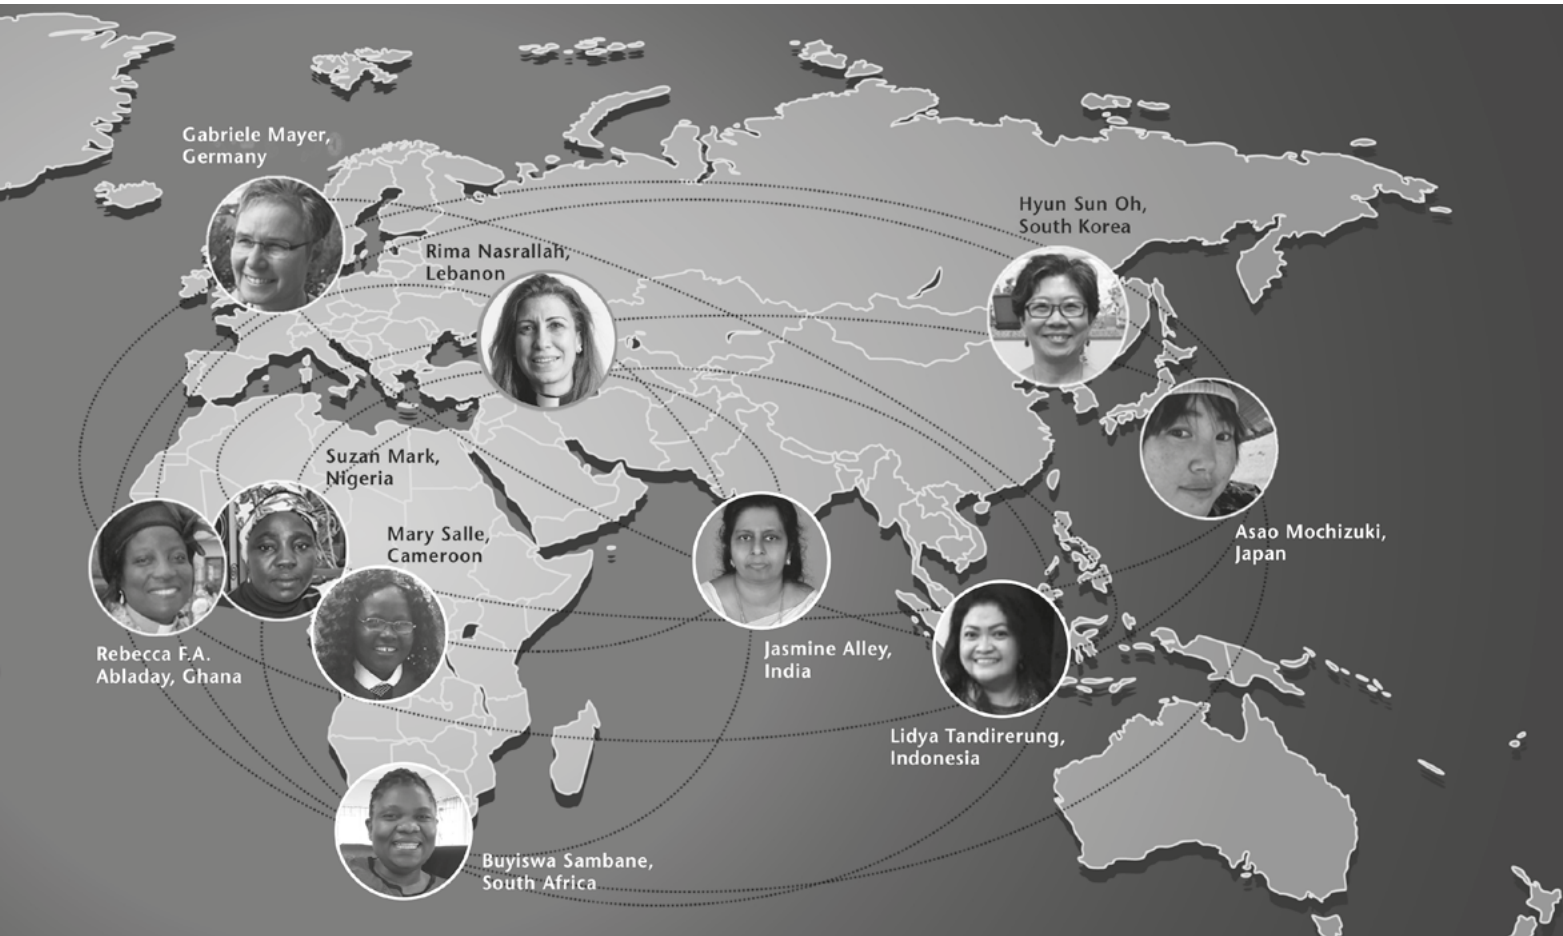 Gabriele Mayer,
Germany
Hyun Sun Oh,
South Korea
Rima Nasrallah,
Lebanon
Suzan Mark,
Nigeria
Mary Salle,
Cameroon
Asao Mochizuki,
Japan
Rebecca F.A.
Abladay, Ghana
Jasmine Alley,
India
Lidya Tandirerung,
Indonesia
Buyiswa Sambane,
South Africa